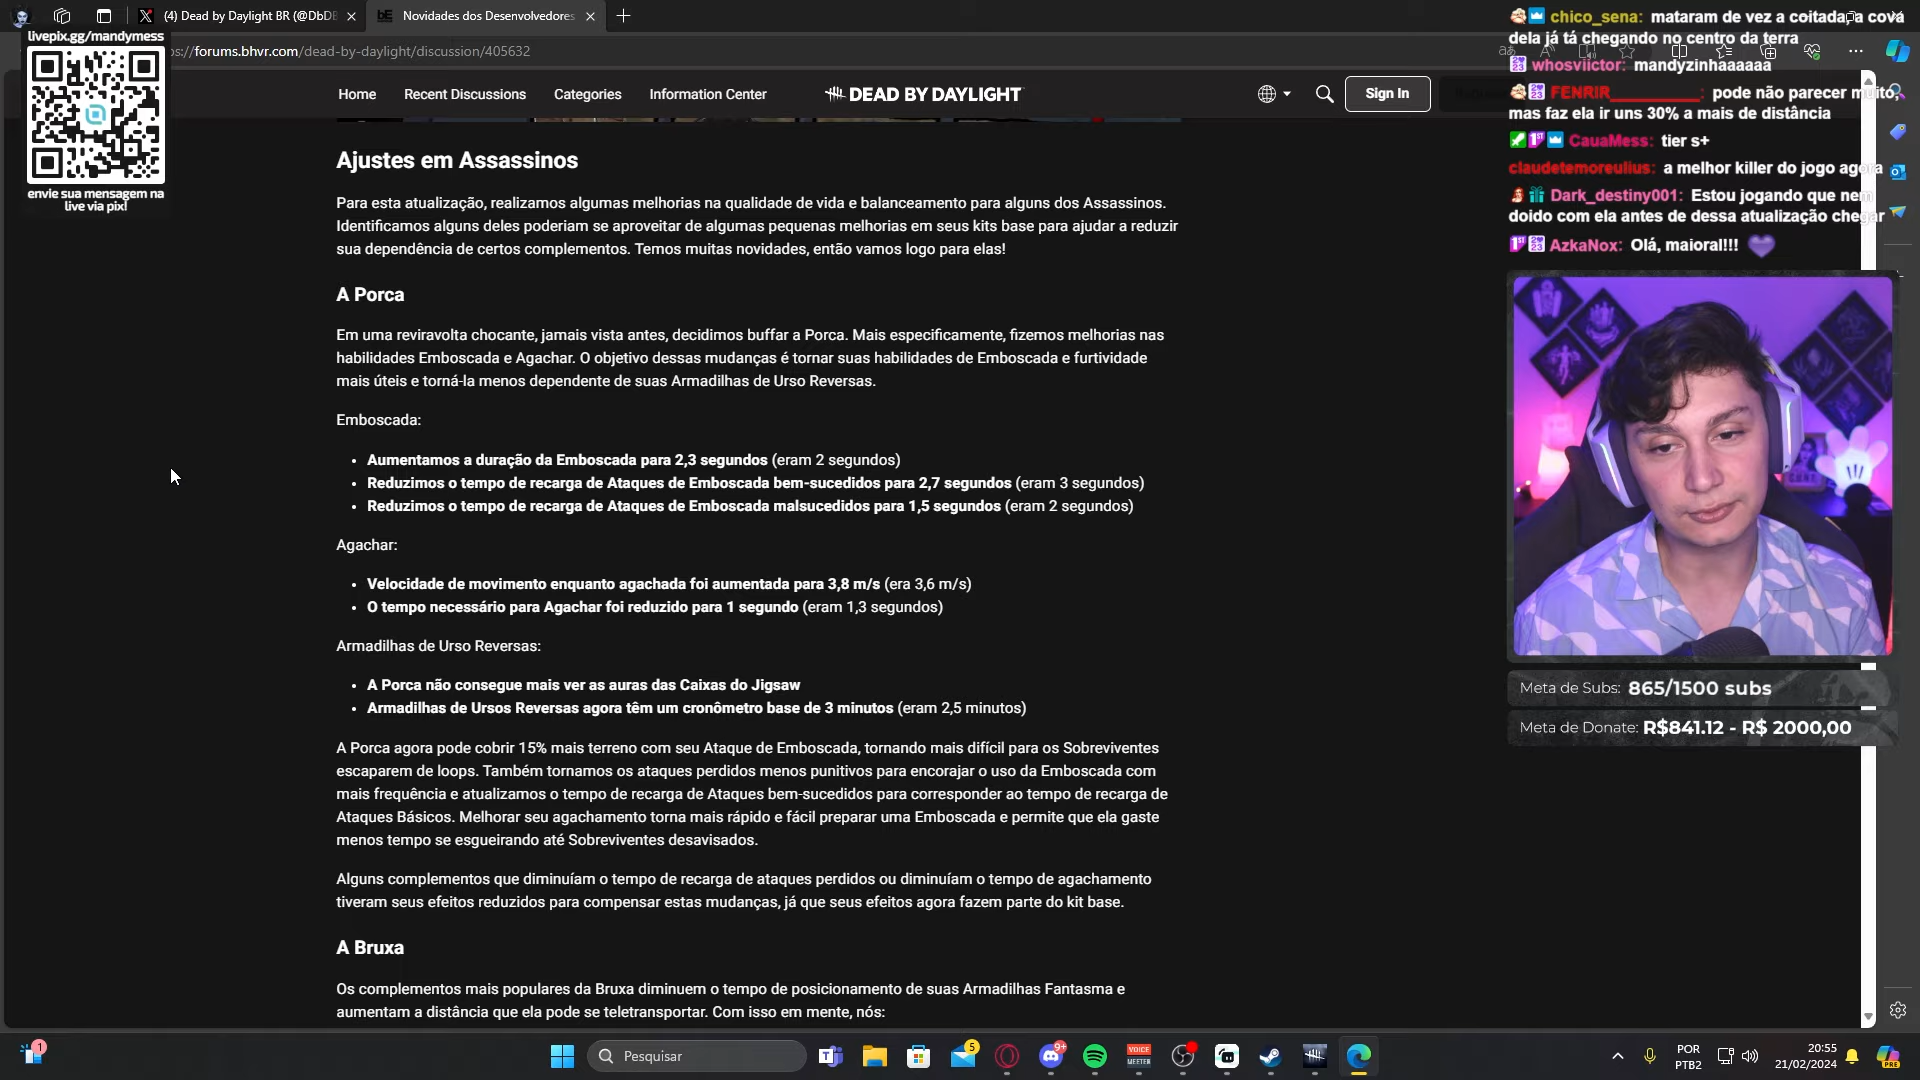 (4) Dead by Daylight BR (@DbDB
Novidades dos Desenvolvedores
livepix.gg/mandymess
s://forums.bhvr.com/dead-by-daylight/discussion/405632
envie sua mensagem na
live via pix!
Home
Recent Discussions
Categories
Information Center
DEAD BY DAYLIGHT
Sign In
Ajustes em Assassinos
Para esta atualização, realizamos algumas melhorias na qualidade de vida e balanceamento para alguns dos Assassinos.
Identificamos alguns deles poderiam se aproveitar de algumas pequenas melhorias em seus kits base para ajudar a reduzir
sua dependência de certos complementos. Temos muitas novidades, então vamos logo para elas!
A Porca
Em uma reviravolta chocante, jamais vista antes, decidimos buffar a Porca. Mais especificamente, fizemos melhorias nas
habilidades Emboscada e Agachar. O objetivo dessas mudanças é tornar suas habilidades de Emboscada e furtividade
mais úteis e torná-la menos dependente de suas Armadilhas de Urso Reversas.
Emboscada:
• Aumentamos a duração da Emboscada para 2,3 segundos (eram 2 segundos)
• Reduzimos o tempo de recarga de Ataques de Emboscada bem-sucedidos para 2,7 segundos (eram 3 segundos)
• Reduzimos o tempo de recarga de Ataques de Emboscada malsucedidos para 1,5 segundos (eram 2 segundos)
Agachar:
• Velocidade de movimento enquanto agachada foi aumentada para 3,8 m/s (era 3,6 m/s)
• O tempo necessário para Agachar foi reduzido para 1 segundo (eram 1,3 segundos)
Armadilhas de Urso Reversas:
• A Porca não consegue mais ver as auras das Caixas do Jigsaw
• Armadilhas de Ursos Reversas agora têm um cronômetro base de 3 minutos (eram 2,5 minutos)
A Porca agora pode cobrir 15% mais terreno com seu Ataque de Emboscada, tornando mais difícil para os Sobreviventes
escaparem de loops. Também tornamos os ataques perdidos menos punitivos para encorajar o uso da Emboscada com
mais frequência e atualizamos o tempo de recarga de Ataques bem-sucedidos para corresponder ao tempo de recarga de
Ataques Básicos. Melhorar seu agachamento torna mais rápido e fácil preparar uma Emboscada e permite que ela gaste
menos tempo se esgueirando até Sobreviventes desavisados.
Alguns complementos que diminuíam o tempo de recarga de ataques perdidos ou diminuíam o tempo de agachamento
tiveram seus efeitos reduzidos para compensar estas mudanças, já que seus efeitos agora fazem parte do kit base.
A Bruxa
Os complementos mais populares da Bruxa diminuem o tempo de posicionamento de suas Armadilhas Fantasma e
aumentam a distância que ela pode se teletransportar. Com isso em mente, nós:
chico_sena: mataram de vez a coitada, a cova
dela já tá chegando no centro da terra
whosviictor: mandyzinhaaaaaa
FENRIR__________: pode não parecer muito,
mas faz ela ir uns 30% a mais de distância
CauaMess: tier s+
claudetemoreulius: a melhor killer do jogo agora
Dark_destiny001: Estou jogando que nem
doido com ela antes de dessa atualização chegar
AzkaNox: Olá, maioral!!!
Meta de Subs: 865/1500 subs
Meta de Donate: R$841.12 - R$ 2000,00
1
Pesquisar
5
9+
VOICE
MEETER
POR
PTB2
20:55
21/02/2024
PRE